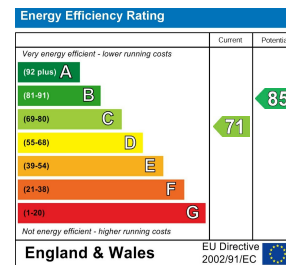 Energy Efficiency Rating
Current Potentia
Very energy efficient - lower running costs
(92 plus) A
(81-91) B
(69-80) C
(55-68) D
(39-54) E
(21-38) F
(1-20) G
71
85
Not energy efficient - higher running costs
England & Wales
EU Directive
2002/91/EC